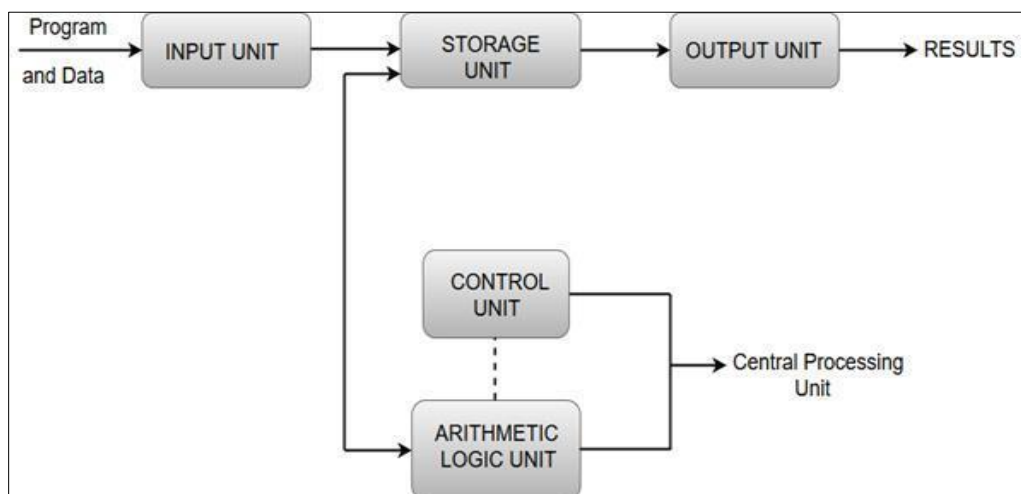 Program
and Data
INPUT UNIT
STORAGE
UNIT
OUTPUT UNIT
RESULTS
CONTROL
UNIT
Central Processing
Unit
ARITHMETIC
LOGIC UNIT